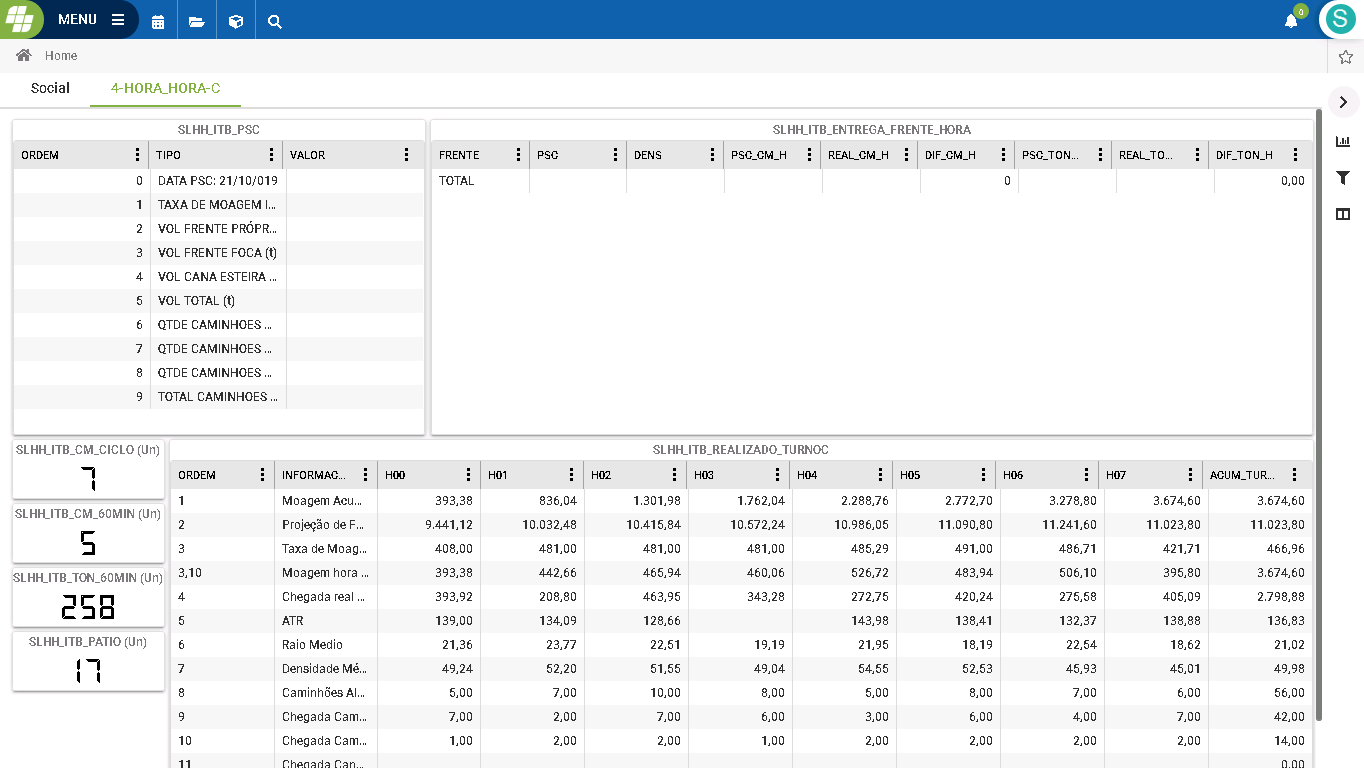 MENU
0
S
Home
Social 4-HORA_HORA-C
SLHH_ITB_PSC
ORDEM TIPO VALOR
0 DATA PSC: 21/10/019
1 TAXA DE MOAGEM I...
2 VOL FRENTE PRÓPR...
3 VOL FRENTE FOCA (t)
4 VOL CANA ESTEIRA ...
5 VOL TOTAL (t)
6 QTDE CAMINHOES ...
7 QTDE CAMINHOES ...
8 QTDE CAMINHOES ...
9 TOTAL CAMINHOES ...
SLHH_ITB_ENTREGA_FRENTE_HORA
FRENTE PSC DENS PSC_CM_H REAL_CM_H DIF_CM_H PSC_TON... REAL_TO... DIF_TON_H
TOTAL 0 0,00
SLHH_ITB_CM_CICLO (Un)
7
SLHH_ITB_CM_60MIN (Un)
5
SLHH_ITB_TON_60MIN (Un)
258
SLHH_ITB_PATIO (Un)
17
SLHH_ITB_REALIZADO_TURNOC
ORDEM INFORMAC... H00 H01 H02 H03 H04 H05 H06 H07 ACUM_TUR...
1 Moagem Acu... 393,38 836,04 1.301,98 1.762,04 2.288,76 2.772,70 3.278,80 3.674,60 3.674,60
2 Projeção de F... 9.441,12 10.032,48 10.415,84 10.572,24 10.986,05 11.090,80 11.241,60 11.023,80 11.023,80
3 Taxa de Moag... 408,00 481,00 481,00 481,00 485,29 491,00 486,71 421,71 466,96
3,10 Moagem hora ... 393,38 442,66 465,94 460,06 526,72 483,94 506,10 395,80 3.674,60
4 Chegada real ... 393,92 208,80 463,95 343,28 272,75 420,24 275,58 405,09 2.798,88
5 ATR 139,00 134,09 128,66 143,98 138,41 132,37 138,88 136,83
6 Raio Medio 21,36 23,77 22,51 19,19 21,95 18,19 22,54 18,62 21,02
7 Densidade Mé... 49,24 52,20 51,55 49,04 54,55 52,53 45,93 45,01 49,98
8 Caminhões Al... 5,00 7,00 10,00 8,00 5,00 8,00 7,00 6,00 56,00
9 Chegada Cam... 7,00 2,00 7,00 6,00 3,00 6,00 4,00 7,00 42,00
10 Chegada Cam... 1,00 2,00 2,00 1,00 2,00 2,00 2,00 2,00 14,00
11 Chegada Can... 0,00